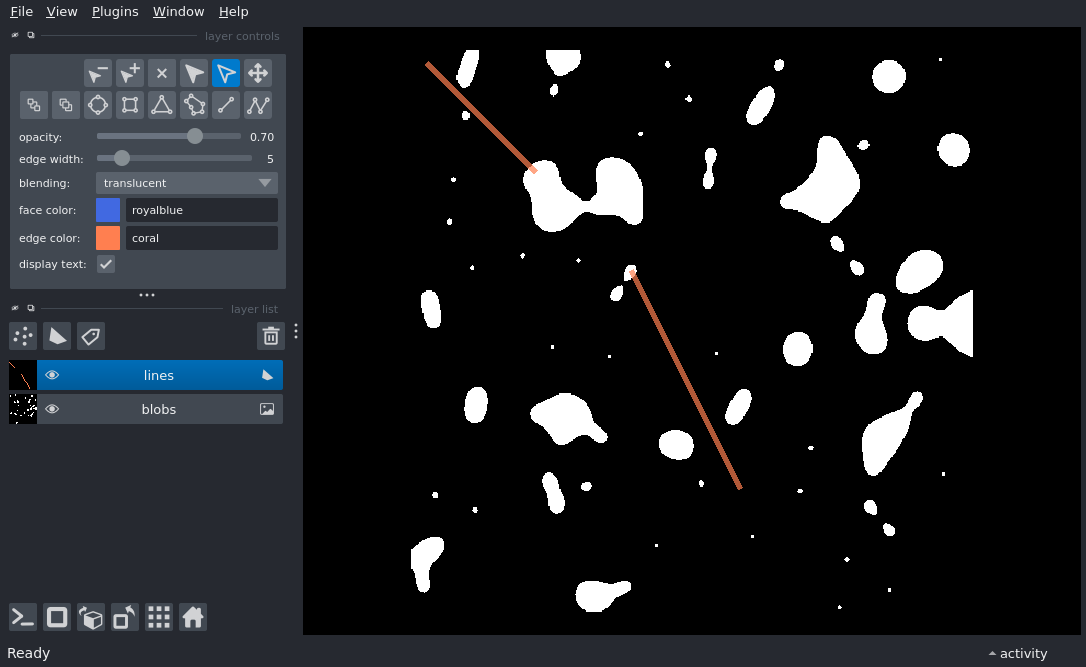 File View Plugins Window Help
layer controls
opacity: 0.70
edge width: 5
blending: translucent
face color: royalblue
edge color: coral
display text:
layer list
lines
blobs
Ready
activity